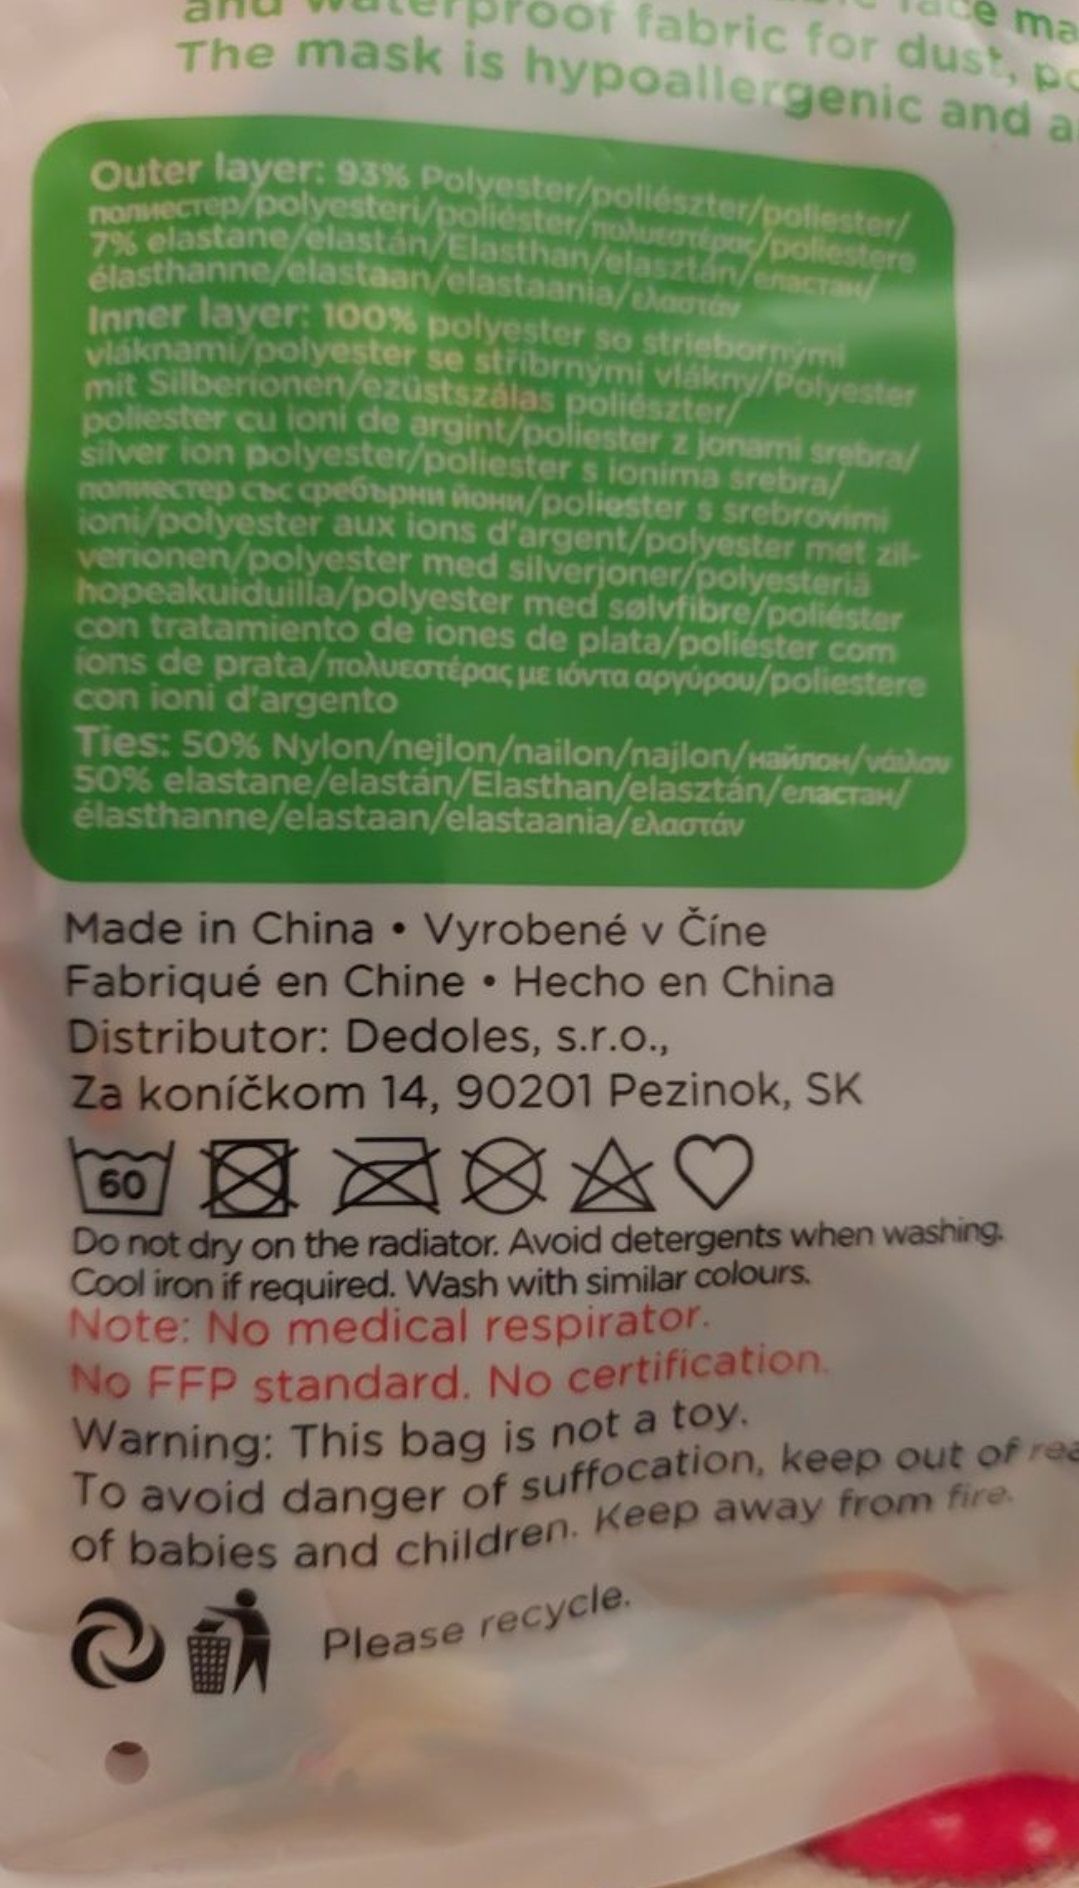 and waterproof fabric for dust,
The mask is hypoallergenic and
Outer layer: 93% Polyester/poliészter/poliester/
полиестер/polyesteri/poliéster/πολυεστέρας/poliestere
7% elastane/elastán/Elasthan/elasztán/еластан/
élasthanne/elastaan/elastaania/ελαστάν
Inner layer: 100% polyester so striebornými
vláknami/polyester se stříbrnými vlákny/Polyester
mit Silberionen/ezüstszálas poliészter/
poliester cu ioni de argint/poliester z jonami srebra/
silver ion polyester/poliester s ionima srebra/
полиестер със сребърни йони/poliester s srebrovimi
ioni/polyester aux ions d'argent/polyester met zil-
verionen/polyester med silverjoner/polyesteriä
hopeakuiduilla/polyester med sølvfibre/poliéster
con tratamiento de iones de plata/poliéster com
íons de prata/πολυεστέρας με ιόντα αργύρου/poliestere
con ioni d'argento
Ties: 50% Nylon/nejlon/nailon/najlon/найлон/νάιλον
50% elastane/elastán/Elasthan/elasztán/еластан/
élasthanne/elastaan/elastaania/ελαστάν
Made in China • Vyrobené v Číne
Fabriqué en Chine • Hecho en China
Distributor: Dedoles, s.r.o.,
Za koníčkom 14, 90201 Pezinok, SK
60
Do not dry on the radiator. Avoid detergents when washing.
Cool iron if required. Wash with similar colours.
Note: No medical respirator.
No FFP standard. No certification.
Warning: This bag is not a toy.
To avoid danger of suffocation, keep out of
of babies and children. Keep away from fire.
Please recycle.